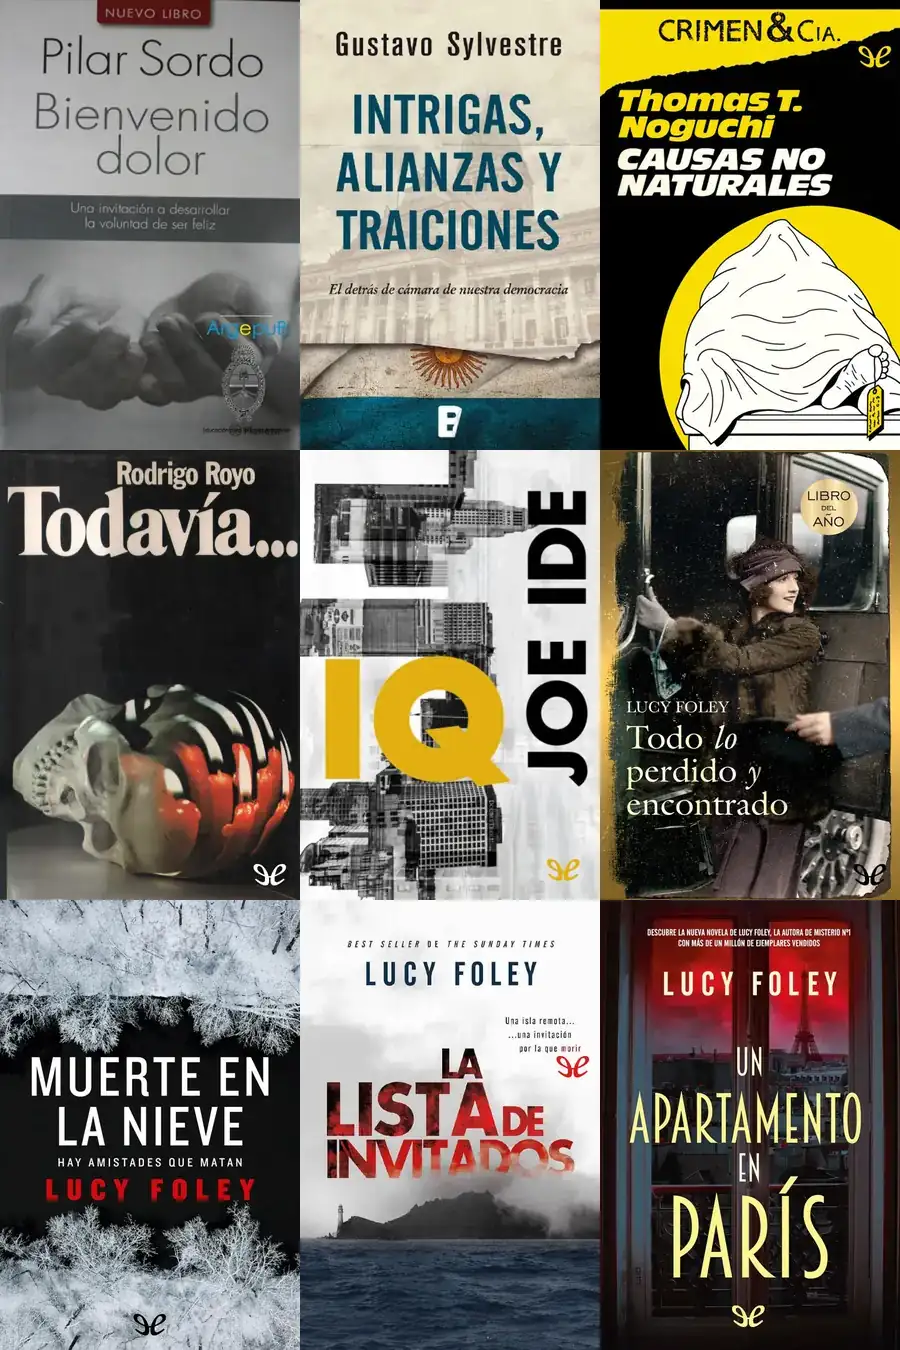 NUEVO LIBRO
Pilar Sordo
Bienvenido
dolor
Una invitación a desarrollar
la voluntad de ser feliz
ArgepuB
Gustavo Sylvestre
INTRIGAS,
ALIANZAS Y
TRAICIONES
El detrás de cámara de nuestra democracia
B
CRIMEN & CIA.
Thomas T.
Noguchi
CAUSAS NO
NATURALES
Rodrigo Royo
Todavía...
IQ
JOE IDE
LIBRO
DEL
AÑO
LUCY FOLEY
Todo lo
perdido y
encontrado
MUERTE EN
LA NIEVE
HAY AMISTADES QUE MATAN
LUCY FOLEY
BEST SELLER DE THE SUNDAY TIMES
LUCY FOLEY
Una isla remota...
...una invitación
por la que morir
LA
LISTA DE
INVITADOS
DESCUBRE LA NUEVA NOVELA DE LUCY FOLEY, LA AUTORA DE MISTERIO Nº1
CON MÁS DE UN MILLÓN DE EJEMPLARES VENDIDOS
LUCY FOLEY
UN
APARTAMENTO
EN
PARÍS